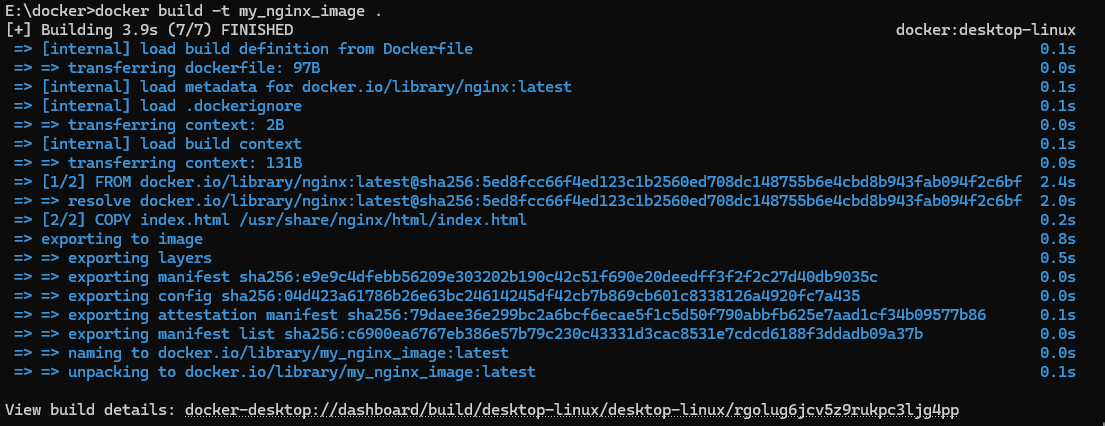 E:\docker>docker build -t my_nginx_image .
[+] Building 3.9s (7/7) FINISHED docker:desktop-linux
=> [internal] load build definition from Dockerfile 0.1s
=> => transferring dockerfile: 97B 0.0s
=> [internal] load metadata for docker.io/library/nginx:latest 0.1s
=> [internal] load .dockerignore 0.1s
=> => transferring context: 2B 0.0s
=> [internal] load build context 0.1s
=> => transferring context: 131B 0.0s
=> [1/2] FROM docker.io/library/nginx:latest@sha256:5ed8fcc66f4ed123c1b2560ed708dc148755b6e4cbd8b943fab094f2c6bf 2.4s
=> => resolve docker.io/library/nginx:latest@sha256:5ed8fcc66f4ed123c1b2560ed708dc148755b6e4cbd8b943fab094f2c6bf 2.0s
=> [2/2] COPY index.html /usr/share/nginx/html/index.html 0.2s
=> exporting to image 0.8s
=> => exporting layers 0.5s
=> => exporting manifest sha256:e9e9c4dfebb56209e303202b190c42c51f690e20deedff3f2f2c27d40db9035c 0.0s
=> => exporting config sha256:04d423a61786b26e63bc24614245df42cb7b869cb601c8338126a4920fc7a435 0.0s
=> => exporting attestation manifest sha256:79daee36e299bc2a6bcf6ecae5f1c5d50f790abbfb625e7aad1cf34b09577b86 0.1s
=> => exporting manifest list sha256:c6900ea6767eb386e57b79c230c43331d3cac8531e7cdcd6188f3ddadb09a37b 0.0s
=> => naming to docker.io/library/my_nginx_image:latest 0.0s
=> => unpacking to docker.io/library/my_nginx_image:latest 0.1s
View build details: docker-desktop://dashboard/build/desktop-linux/desktop-linux/rgolug6jcv5z9rukpc3ljg4pp